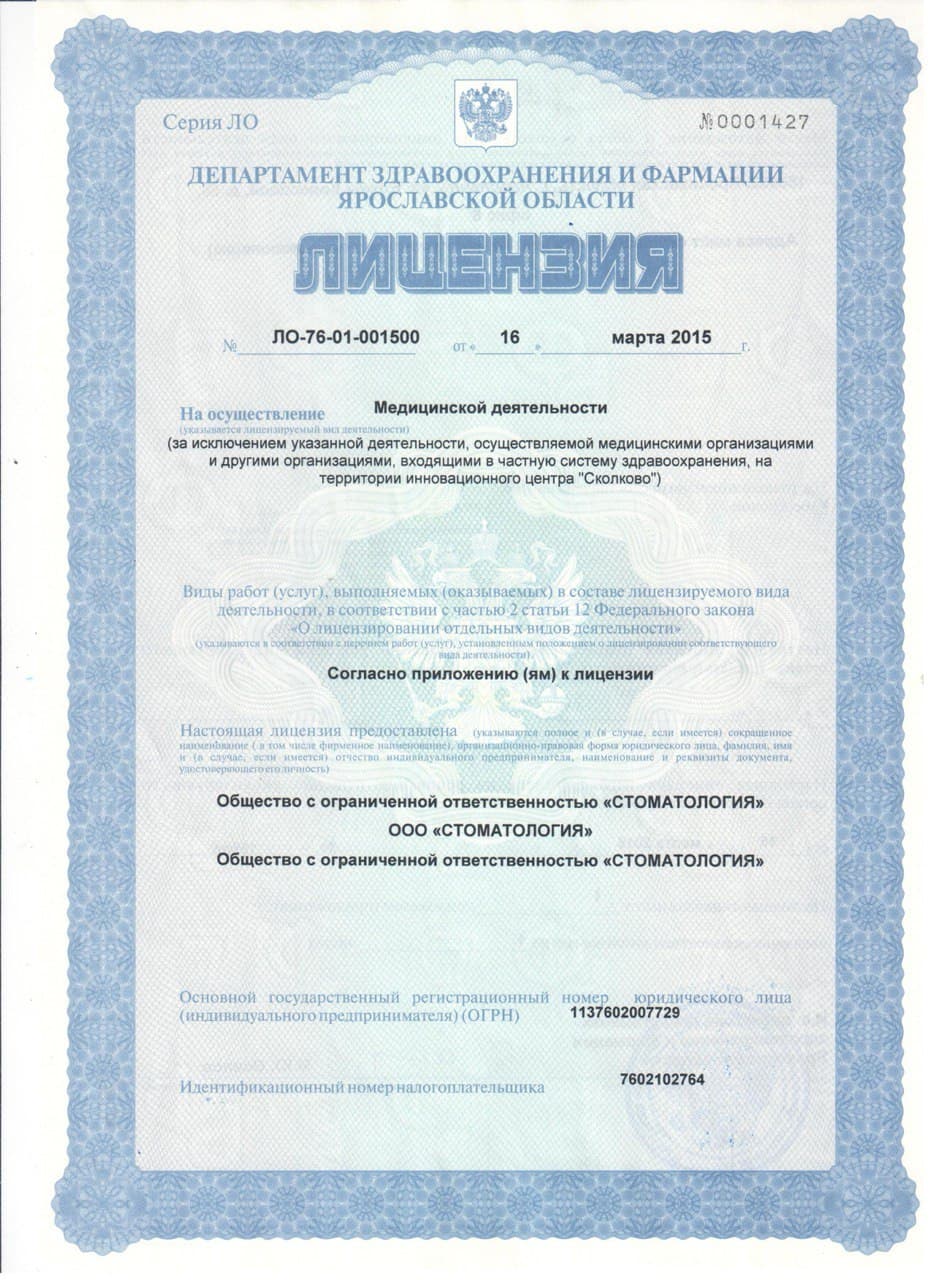 Серия ЛО
№0001427
ДЕПАРТАМЕНТ ЗДРАВООХРАНЕНИЯ И ФАРМАЦИИ
ЯРОСЛАВСКОЙ ОБЛАСТИ
ЛИЦЕНЗИЯ
№ ЛО-76-01-001500 от « 16 » марта 2015 г.
На осуществление Медицинской деятельности
(указывается лицензируемый вид деятельности)
(за исключением указанной деятельности, осуществляемой медицинскими организациями
и другими организациями, входящими в частную систему здравоохранения, на
территории инновационного центра "Сколково")
Виды работ (услуг), выполняемых (оказываемых) в составе лицензируемого вида
деятельности, в соответствии с частью 2 статьи 12 Федерального закона
«О лицензировании отдельных видов деятельности»
(указываются в соответствии с перечнем работ (услуг), установленным положением о лицензировании соответствующего
вида деятельности)
Согласно приложению (ям) к лицензии
Настоящая лицензия предоставлена (указываются полное и (в случае, если имеется) сокращенное
наименование ( в том числе фирменное наименование), организационно-правовая форма юридического лица, фамилия, имя
и (в случае, если имеется) отчество индивидуального предпринимателя, наименование и реквизиты документа,
удостоверяющего его личность)
Общество с ограниченной ответственностью «СТОМАТОЛОГИЯ»
ООО «СТОМАТОЛОГИЯ»
Общество с ограниченной ответственностью «СТОМАТОЛОГИЯ»
Основной государственный регистрационный номер юридического лица
(индивидуального предпринимателя) (ОГРН) 1137602007729
Идентификационный номер налогоплательщика 7602102764